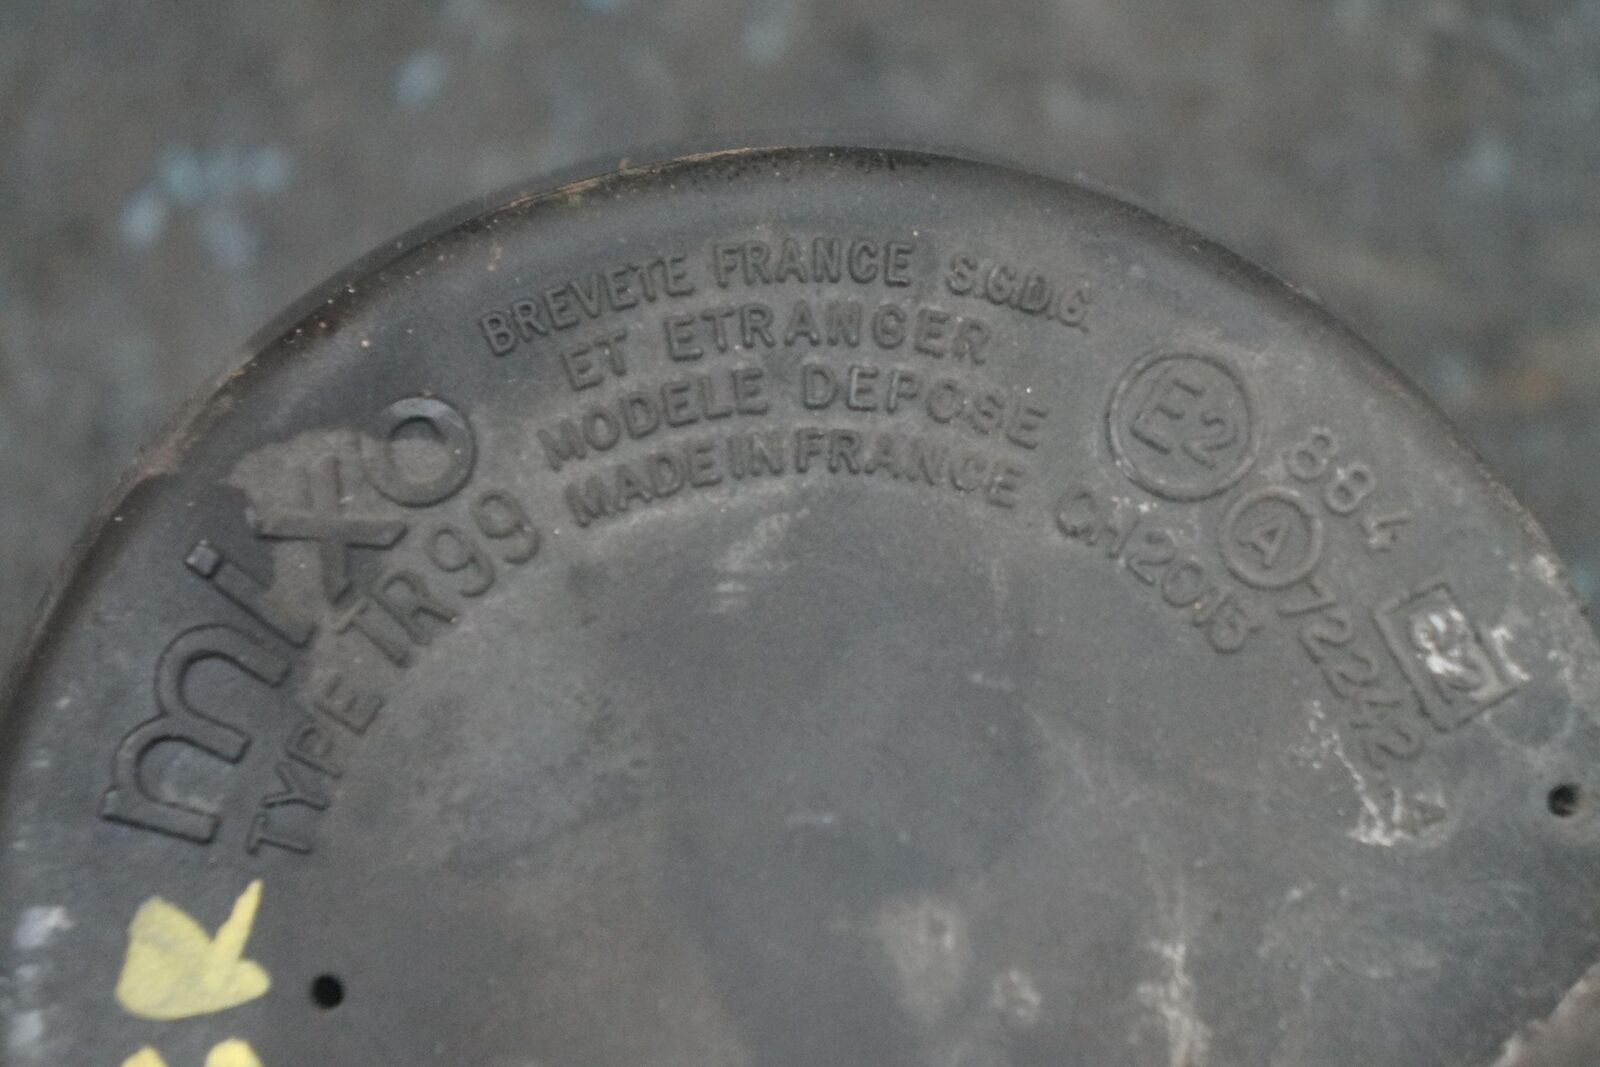 BREVETE FRANCE S.G.D.G.
ET ETRANGER
MODELE DEPOSE
MADE IN FRANCE
mixo
TYPE TR99
E2
884
A
CH2015
72242